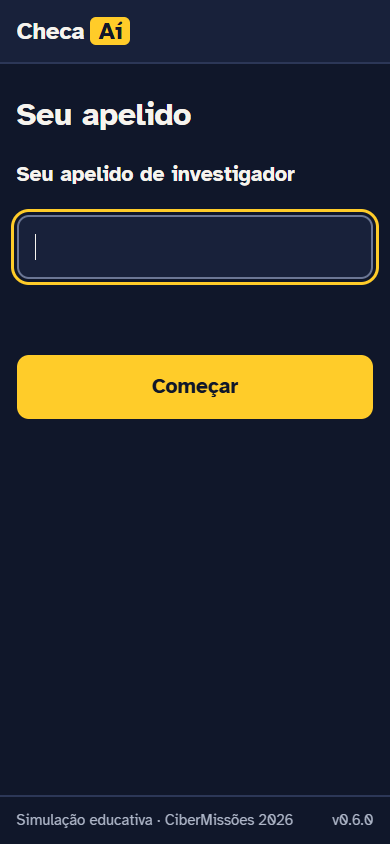 Checa Aí
Seu apelido
Seu apelido de investigador
Começar
Simulação educativa · CiberMissões 2026 v0.6.0